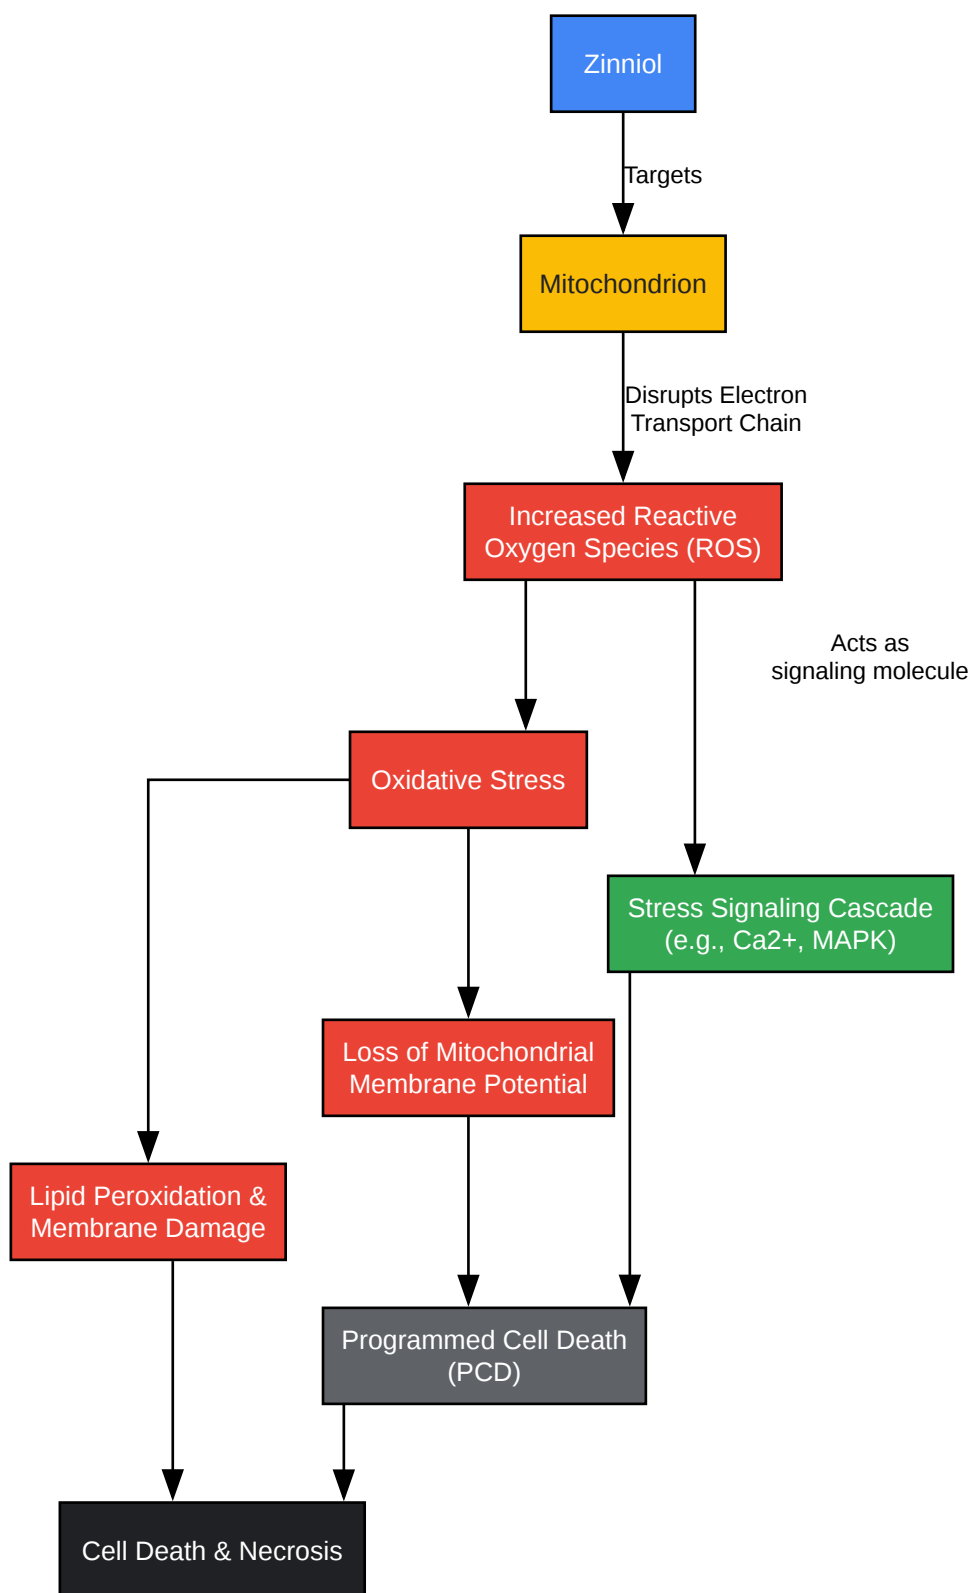 Zinniol
Targets
Mitochondrion
Disrupts Electron
Transport Chain
Increased Reactive
Oxygen Species (ROS)
Acts as
signaling molecule
Oxidative Stress
Stress Signaling Cascade
(e.g., Ca2+, MAPK)
Loss of Mitochondrial
Membrane Potential
Lipid Peroxidation &
Membrane Damage
Programmed Cell Death
(PCD)
Cell Death & Necrosis